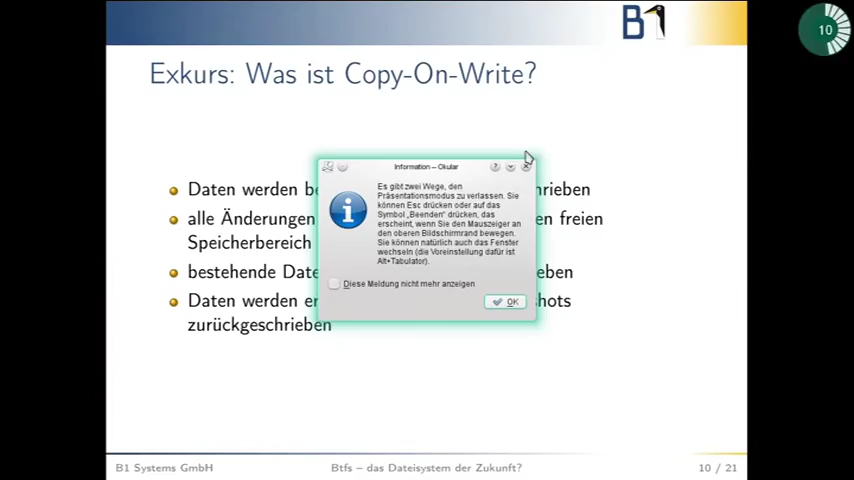 B1
10
Exkurs: Was ist Copy-On-Write?
Information – Okular
Es gibt zwei Wege, den
Präsentationsmodus zu verlassen. Sie
können Esc drücken oder auf das
Symbol „Beenden" drücken, das
erscheint, wenn Sie den Mauszeiger an
den oberen Bildschirmrand bewegen.
Sie können natürlich auch das Fenster
wechseln (die Voreinstellung dafür ist
Alt+Tabulator).
Diese Meldung nicht mehr anzeigen
OK
Daten werden be hrieben
alle Änderungen en freien
Speicherbereich
bestehende Date eben
Daten werden er shots
zurückgeschrieben
B1 Systems GmbH
Btfs – das Dateisystem der Zukunft?
10 / 21